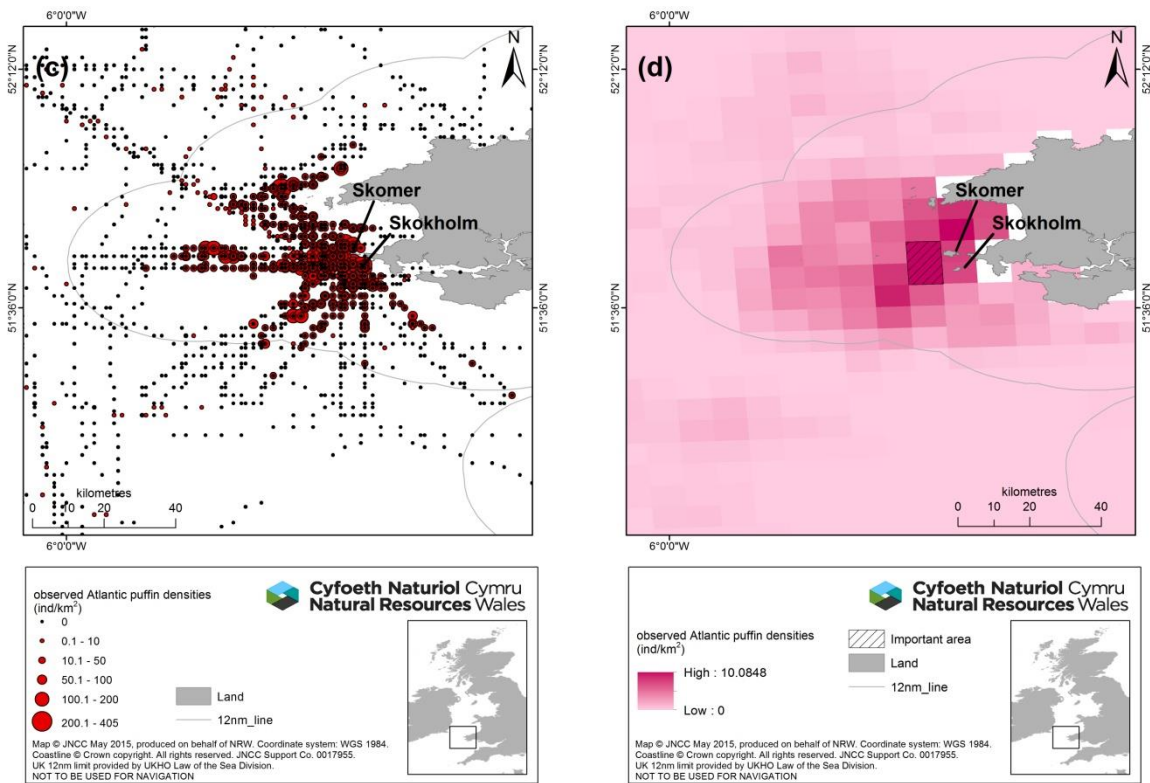 6°0'0"W
52°12'0"N
(c)
N
Skomer
Skokholm
51°36'0"N
kilometres
0 10 20 40
6°0'0"W
observed Atlantic puffin densities
(ind/km²)
0
0.1 - 10
10.1 - 50
50.1 - 100
100.1 - 200
200.1 - 405
Land
12nm_line
Cyfoeth Naturiol Cymru
Natural Resources Wales
Map © JNCC May 2015, produced on behalf of NRW. Coordinate system: WGS 1984.
Coastline © Crown copyright. All rights reserved. JNCC Support Co. 0017955.
UK 12nm limit provided by UKHO Law of the Sea Division.
NOT TO BE USED FOR NAVIGATION
6°0'0"W
(d)
N
52°12'0"N
52°12'0"N
Skomer
Skokholm
51°36'0"N
51°36'0"N
kilometres
0 10 20 40
6°0'0"W
observed Atlantic puffin densities
(ind/km²)
High : 10.0848
Low : 0
Important area
Land
12nm_line
Cyfoeth Naturiol Cymru
Natural Resources Wales
Map © JNCC May 2015, produced on behalf of NRW. Coordinate system: WGS 1984.
Coastline © Crown copyright. All rights reserved. JNCC Support Co. 0017955.
UK 12nm limit provided by UKHO Law of the Sea Division.
NOT TO BE USED FOR NAVIGATION